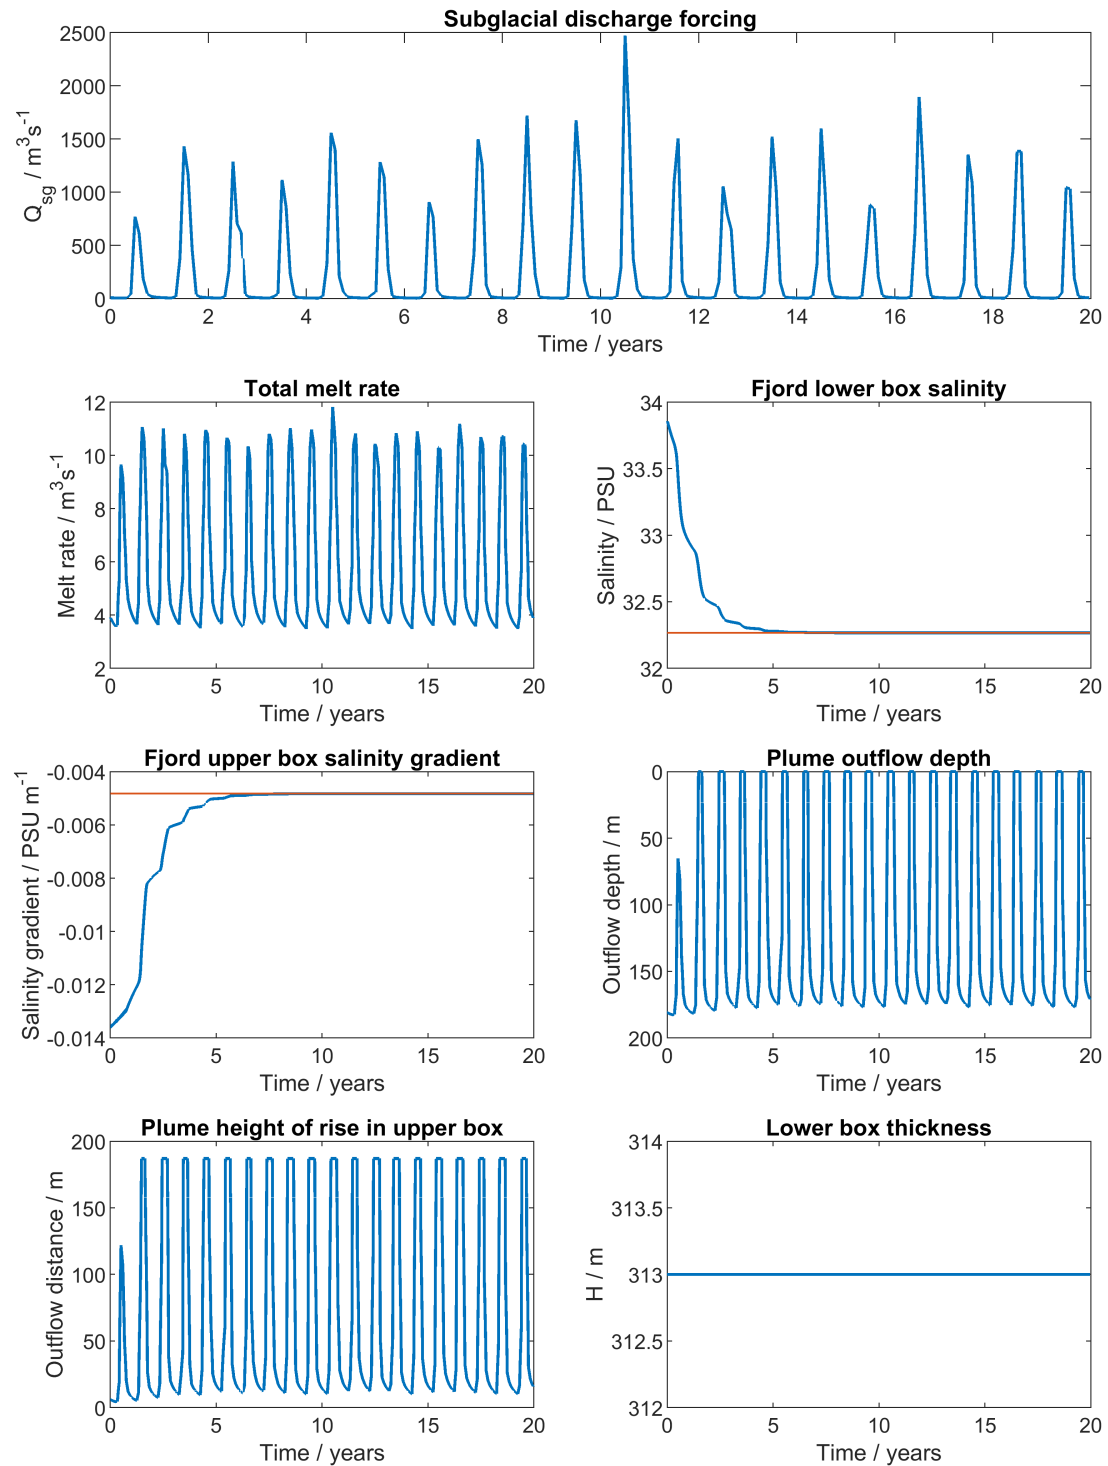 Subglacial discharge forcing
2500
2000
1500
1000
500
0
Q_sg / m^3s^-1
0 2 4 6 8 10 12 14 16 18 20
Time / years
Total melt rate
12
10
8
6
4
2
Melt rate / m^3s^-1
0 5 10 15 20
Time / years
Fjord lower box salinity
34
33.5
33
32.5
32
Salinity / PSU
0 5 10 15 20
Time / years
Fjord upper box salinity gradient
-0.004
-0.006
-0.008
-0.01
-0.012
-0.014
Salinity gradient / PSU m^-1
0 5 10 15 20
Time / years
Plume outflow depth
0
50
100
150
200
Outflow depth / m
0 5 10 15 20
Time / years
Plume height of rise in upper box
200
150
100
50
0
Outflow distance / m
0 5 10 15 20
Time / years
Lower box thickness
314
313.5
313
312.5
312
H / m
0 5 10 15 20
Time / years